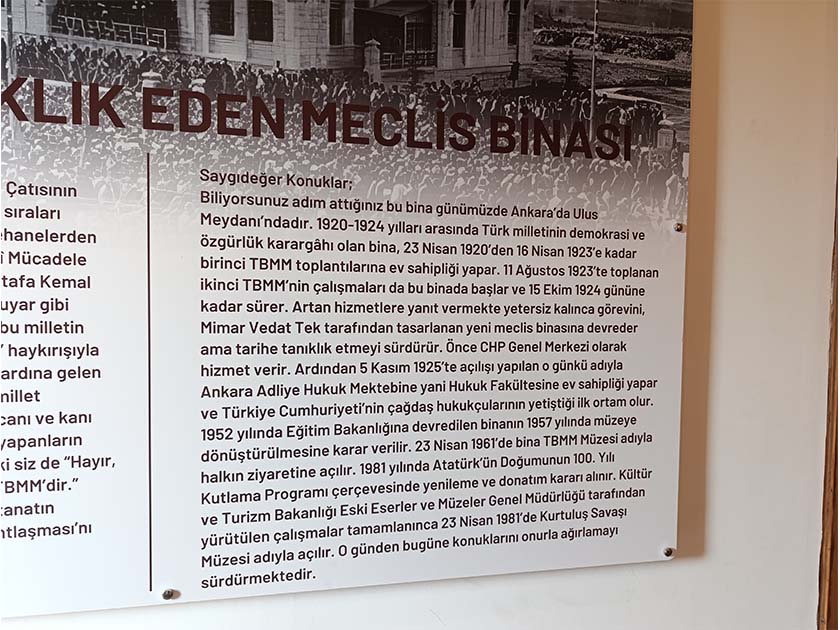 KLIK EDEN MECLİS BİNASI
Çatısının
sıraları
ehanelerden
î Mücadele
stafa Kemal
uyar gibi
bu milletin
haykırışıyla
ardına gelen
millet
canı ve kanı
yapanların
ki siz de “Hayır,
TBMM’dir.”
tanatın
ntlaşması’nı
Saygıdeğer Konuklar;
Biliyorsunuz adım attığınız bu bina günümüzde Ankara’da Ulus
Meydanı’ndadır. 1920-1924 yılları arasında Türk milletinin demokrasi ve
özgürlük karargâhı olan bina, 23 Nisan 1920’den 16 Nisan 1923’e kadar
birinci TBMM toplantılarına ev sahipliği yapar. 11 Ağustos 1923’te toplanan
ikinci TBMM’nin çalışmaları da bu binada başlar ve 15 Ekim 1924 gününe
kadar sürer. Artan hizmetlere yanıt vermekte yetersiz kalınca görevini,
Mimar Vedat Tek tarafından tasarlanan yeni meclis binasına devreder
ama tarihe tanıklık etmeyi sürdürür. Önce CHP Genel Merkezi olarak
hizmet verir. Ardından 5 Kasım 1925’te açılışı yapılan o günkü adıyla
Ankara Adliye Hukuk Mektebine yani Hukuk Fakültesine ev sahipliği yapar
ve Türkiye Cumhuriyeti’nin çağdaş hukukçularının yetiştiği ilk ortam olur.
1952 yılında Eğitim Bakanlığına devredilen binanın 1957 yılında müzeye
dönüştürülmesine karar verilir. 23 Nisan 1961’de bina TBMM Müzesi adıyla
halkın ziyaretine açılır. 1981 yılında Atatürk’ün Doğumunun 100. Yılı
Kutlama Programı çerçevesinde yenileme ve donatım kararı alınır. Kültür
ve Turizm Bakanlığı Eski Eserler ve Müzeler Genel Müdürlüğü tarafından
yürütülen çalışmalar tamamlanınca 23 Nisan 1981’de Kurtuluş Savaşı
Müzesi adıyla açılır. O günden bugüne konuklarını onurla ağırlamayı
sürdürmektedir.